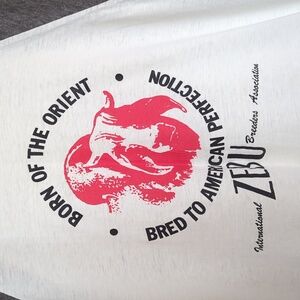 BORN OF THE ORIENT
BRED TO AMERICAN PERFECTION
International ZEBU Breeders Association